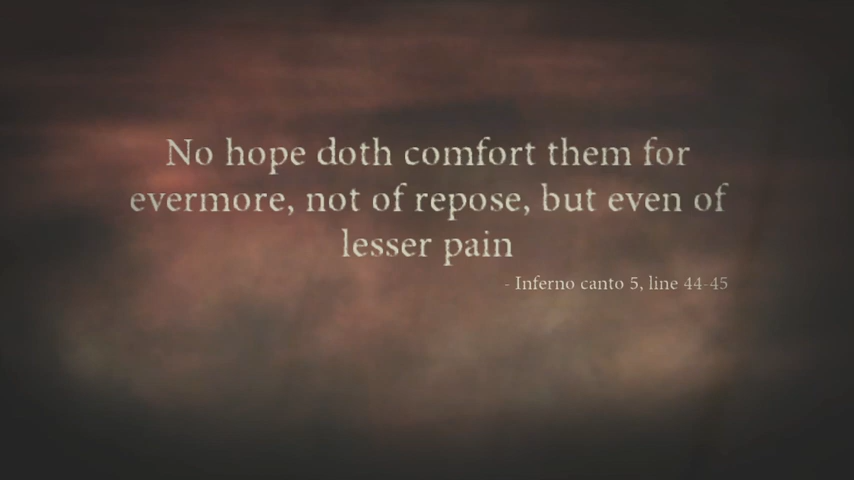 No hope doth comfort them for
evermore, not of repose, but even of
lesser pain
- Inferno canto 5, line 44-45